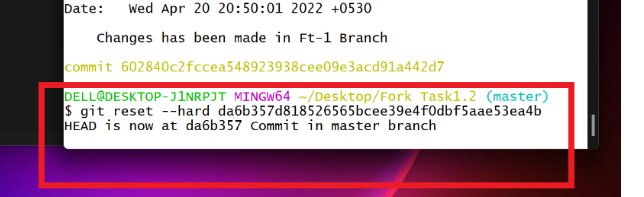 Date:   Wed Apr 20 20:50:01 2022 +0530
Changes has been made in Ft-1 Branch
commit 602840c2fccea548923938cee09e3acd91a442d7
DELL@DESKTOP-J1NRPJT MINGW64 ~/Desktop/Fork Task1.2 (master)
$ git reset --hard da6b357d818526565bcee39e4f0dbf5aae53ea4b
HEAD is now at da6b357 Commit in master branch